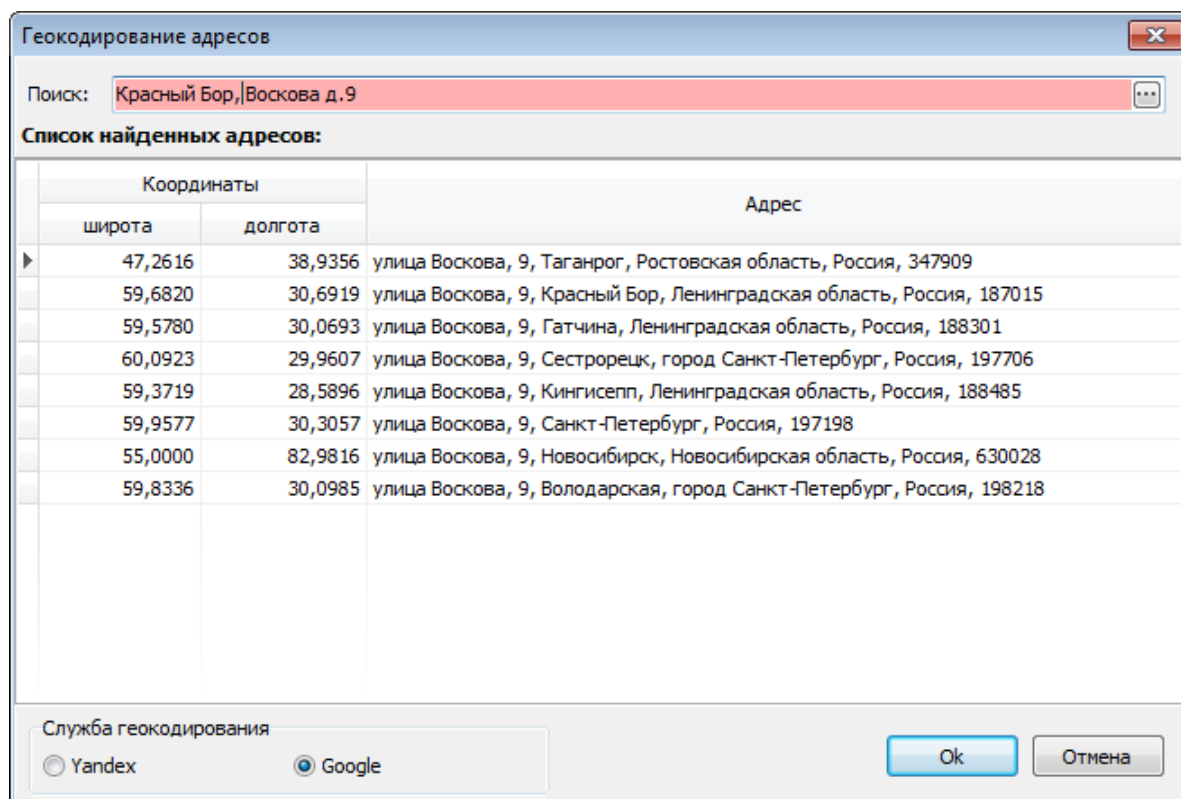 Геокодирование адресов
Поиск: Красный Бор, Воскова д.9
Список найденных адресов:
Координаты
Адрес
широта долгота
47,2616 38,9356 улица Воскова, 9, Таганрог, Ростовская область, Россия, 347909
59,6820 30,6919 улица Воскова, 9, Красный Бор, Ленинградская область, Россия, 187015
59,5780 30,0693 улица Воскова, 9, Гатчина, Ленинградская область, Россия, 188301
60,0923 29,9607 улица Воскова, 9, Сестрорецк, город Санкт-Петербург, Россия, 197706
59,3719 28,5896 улица Воскова, 9, Кингисепп, Ленинградская область, Россия, 188485
59,9577 30,3057 улица Воскова, 9, Санкт-Петербург, Россия, 197198
55,0000 82,9816 улица Воскова, 9, Новосибирск, Новосибирская область, Россия, 630028
59,8336 30,0985 улица Воскова, 9, Володарская, город Санкт-Петербург, Россия, 198218
Служба геокодирования
Yandex Google Ok Отмена